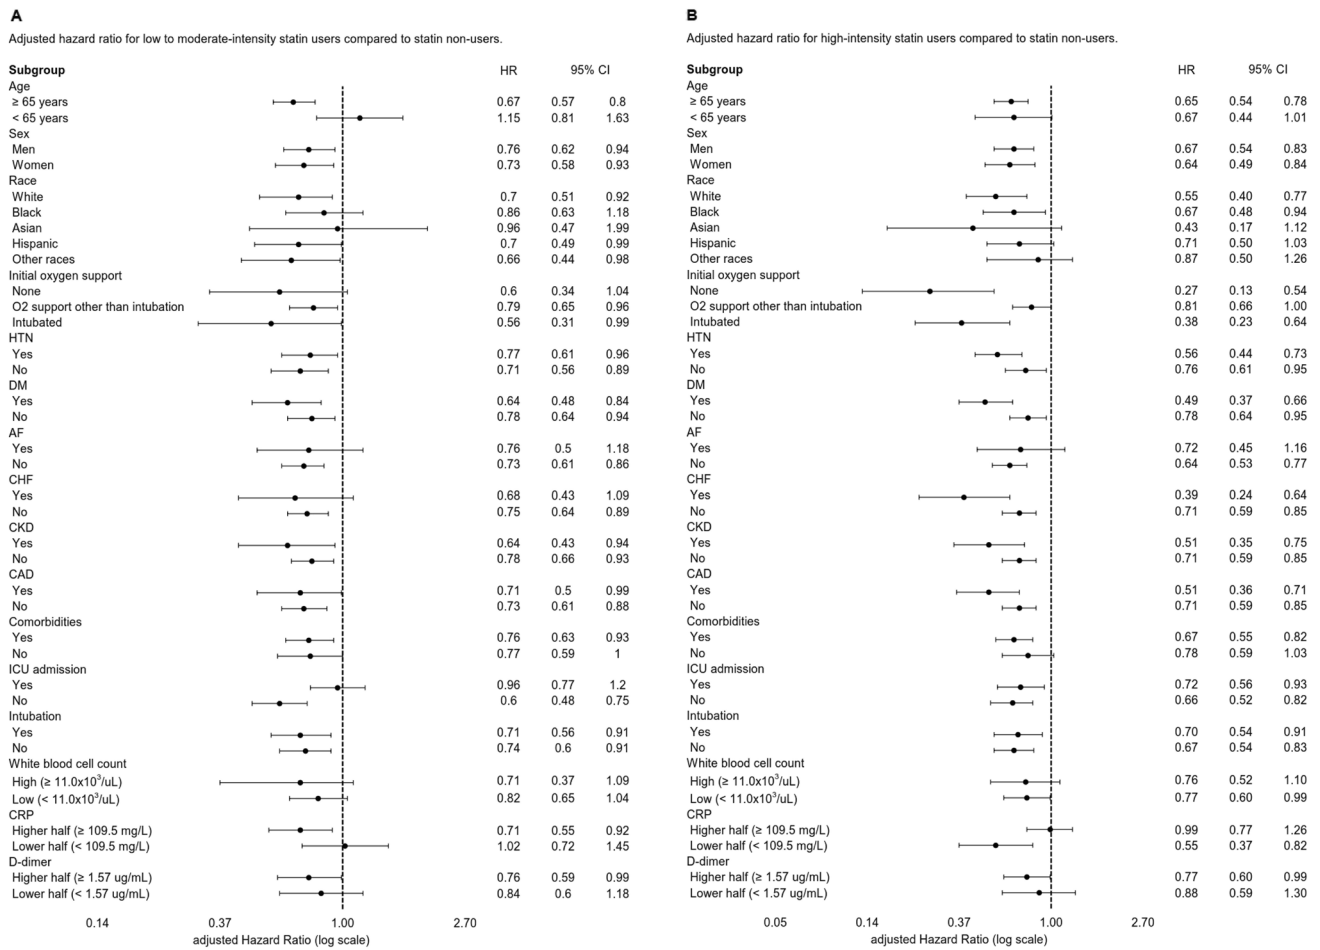 A
Adjusted hazard ratio for low to moderate-intensity statin users compared to statin non-users.
Subgroup HR 95% CI
Age
≥ 65 years 0.67 0.57 0.8
< 65 years 1.15 0.81 1.63
Sex
Men 0.76 0.62 0.94
Women 0.73 0.58 0.93
Race
White 0.7 0.51 0.92
Black 0.86 0.63 1.18
Asian 0.96 0.47 1.99
Hispanic 0.7 0.49 0.99
Other races 0.66 0.44 0.98
Initial oxygen support
None 0.6 0.34 1.04
O2 support other than intubation 0.79 0.65 0.96
Intubated 0.56 0.31 0.99
HTN
Yes 0.77 0.61 0.96
No 0.71 0.56 0.89
DM
Yes 0.64 0.48 0.84
No 0.78 0.64 0.94
AF
Yes 0.76 0.5 1.18
No 0.73 0.61 0.86
CHF
Yes 0.68 0.43 1.09
No 0.75 0.64 0.89
CKD
Yes 0.64 0.43 0.94
No 0.78 0.66 0.93
CAD
Yes 0.71 0.5 0.99
No 0.73 0.61 0.88
Comorbidities
Yes 0.76 0.63 0.93
No 0.77 0.59 1
ICU admission
Yes 0.96 0.77 1.2
No 0.6 0.48 0.75
Intubation
Yes 0.71 0.56 0.91
No 0.74 0.6 0.91
White blood cell count
High (≥ 11.0x10³/uL) 0.71 0.37 1.09
Low (< 11.0x10³/uL) 0.82 0.65 1.04
CRP
Higher half (≥ 109.5 mg/L) 0.71 0.55 0.92
Lower half (< 109.5 mg/L) 1.02 0.72 1.45
D-dimer
Higher half (≥ 1.57 ug/mL) 0.76 0.59 0.99
Lower half (< 1.57 ug/mL) 0.84 0.6 1.18
0.14 0.37 1.00 2.70
adjusted Hazard Ratio (log scale)
B
Adjusted hazard ratio for high-intensity statin users compared to statin non-users.
Subgroup HR 95% CI
Age
≥ 65 years 0.65 0.54 0.78
< 65 years 0.67 0.44 1.01
Sex
Men 0.67 0.54 0.83
Women 0.64 0.49 0.84
Race
White 0.55 0.40 0.77
Black 0.67 0.48 0.94
Asian 0.43 0.17 1.12
Hispanic 0.71 0.50 1.03
Other races 0.87 0.50 1.26
Initial oxygen support
None 0.27 0.13 0.54
O2 support other than intubation 0.81 0.66 1.00
Intubated 0.38 0.23 0.64
HTN
Yes 0.56 0.44 0.73
No 0.76 0.61 0.95
DM
Yes 0.49 0.37 0.66
No 0.78 0.64 0.95
AF
Yes 0.72 0.45 1.16
No 0.64 0.53 0.77
CHF
Yes 0.39 0.24 0.64
No 0.71 0.59 0.85
CKD
Yes 0.51 0.35 0.75
No 0.71 0.59 0.85
CAD
Yes 0.51 0.36 0.71
No 0.71 0.59 0.85
Comorbidities
Yes 0.67 0.55 0.82
No 0.78 0.59 1.03
ICU admission
Yes 0.72 0.56 0.93
No 0.66 0.52 0.82
Intubation
Yes 0.70 0.54 0.91
No 0.67 0.54 0.83
White blood cell count
High (≥ 11.0x10³/uL) 0.76 0.52 1.10
Low (< 11.0x10³/uL) 0.77 0.60 0.99
CRP
Higher half (≥ 109.5 mg/L) 0.99 0.77 1.26
Lower half (< 109.5 mg/L) 0.55 0.37 0.82
D-dimer
Higher half (≥ 1.57 ug/mL) 0.77 0.60 0.99
Lower half (< 1.57 ug/mL) 0.88 0.59 1.30
0.05 0.14 0.37 1.00 2.70
adjusted Hazard Ratio (log scale)